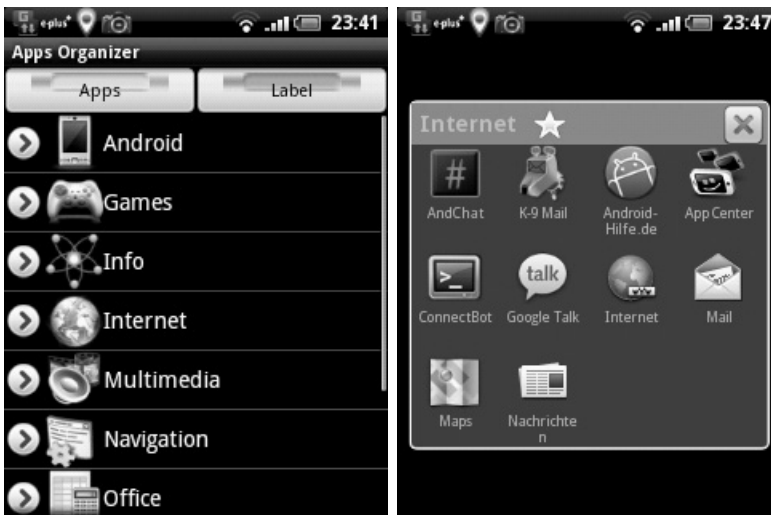 e-plus+ 23:41
Apps Organizer
Apps Label
Android
Games
Info
Internet
Multimedia
Navigation
Office
e-plus+ 23:47
Internet
#
AndChat K-9 Mail Android- App Center
Hilfe.de
>_ talk
ConnectBot Google Talk Internet Mail
Maps Nachrichte
n